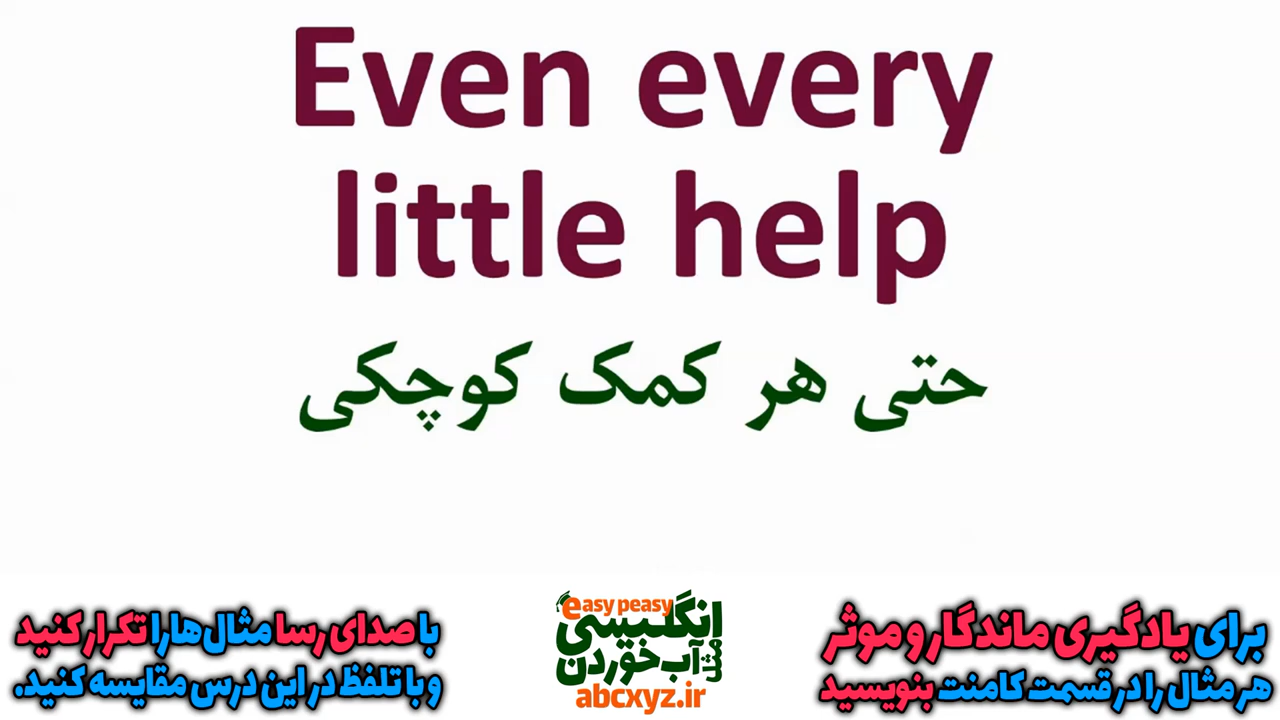 Even every
little help
حتی هر کمک کوچکی
برای یادگیری ماندگار و موثر
هر مثال را در قسمت کامنت بنویسید
easy peasy
انگلیسی
مثل آب خوردن
abcxyz.ir
با صدای رسا مثال‌ها را تکرار کنید
و با تلفظ در این درس مقایسه کنید.